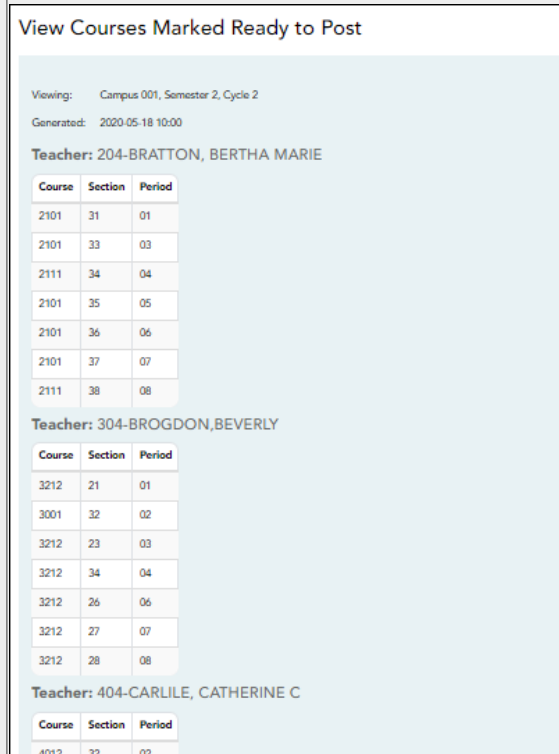 View Courses Marked Ready to Post
Viewing: Campus 001, Semester 2, Cycle 2
Generated: 2020-05-18 10:00
Teacher: 204-BRATTON, BERTHA MARIE
Course Section Period
2101 31 01
2101 33 03
2111 34 04
2101 35 05
2101 36 06
2101 37 07
2111 38 08
Teacher: 304-BROGDON,BEVERLY
Course Section Period
3212 21 01
3001 32 02
3212 23 03
3212 34 04
3212 26 06
3212 27 07
3212 28 08
Teacher: 404-CARLILE, CATHERINE C
Course Section Period